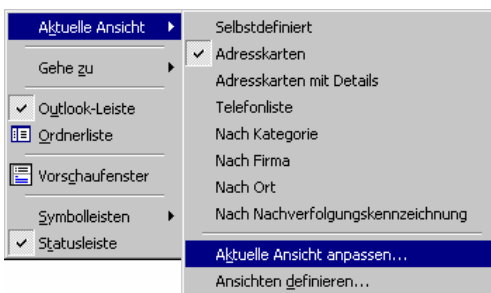 Aktuelle Ansicht
Gehe zu
Outlook-Leiste
Ordnerliste
Vorschaufenster
Symbolleisten
Statusleiste
Selbstdefiniert
Adresskarten
Adresskarten mit Details
Telefonliste
Nach Kategorie
Nach Firma
Nach Ort
Nach Nachverfolgungskennzeichnung
Aktuelle Ansicht anpassen...
Ansichten definieren...